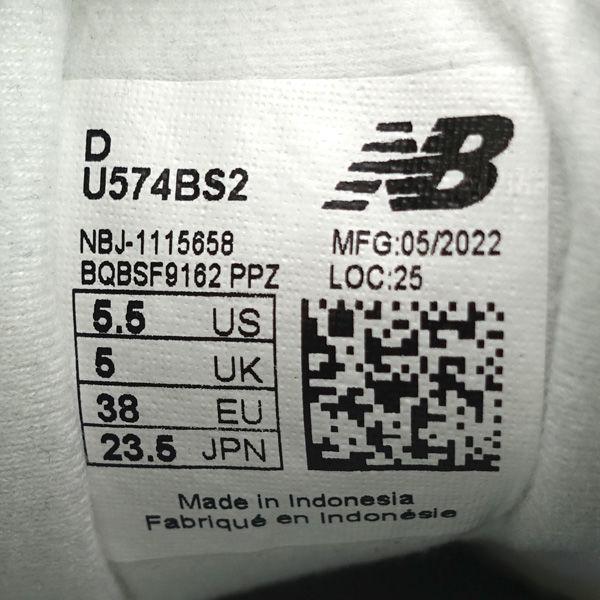 D
U574BS2
NB
NBJ-1115658
MFG:05/2022
BQBSF9162 PPZ
LOC:25
5.5 US
5 UK
38 EU
23.5 JPN
Made in Indonesia
Fabriqué en Indonésie